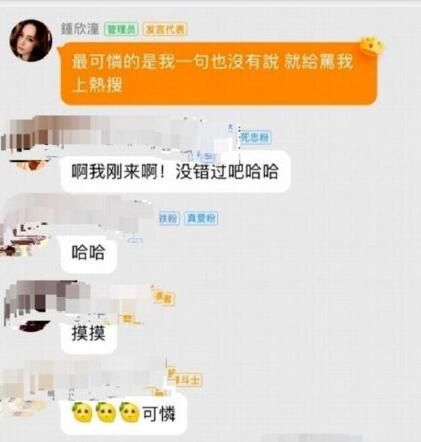 鍾欣潼 管理员 发言代表
最可憐的是我一句也沒有說 就給罵我
上熱搜
死忠粉
啊我刚来啊！没错过吧哈哈
铁粉 真爱粉
哈哈
摸摸
斗士
可憐